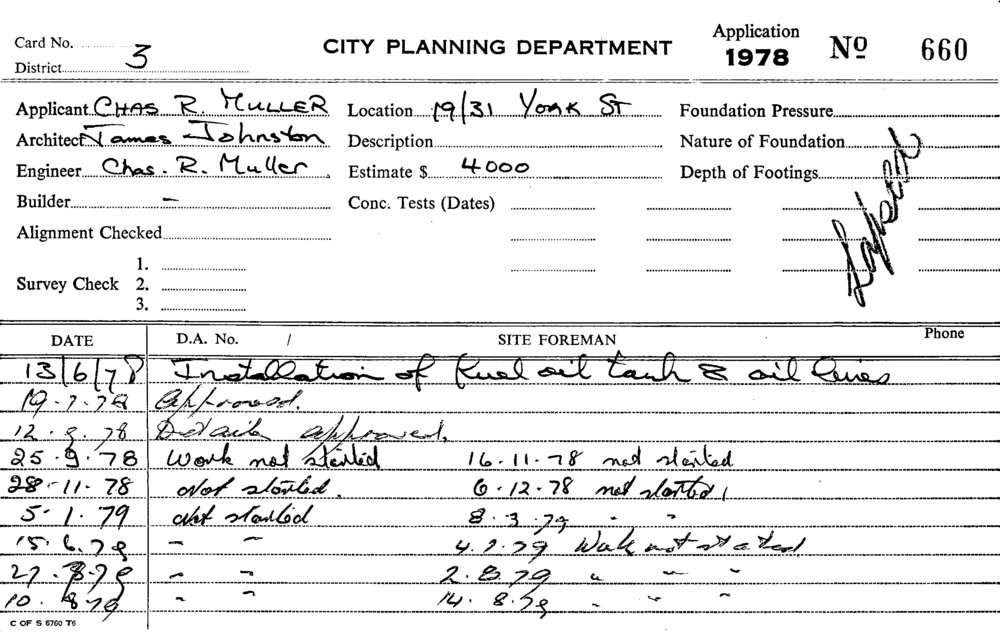 Card No. 3 CITY PLANNING DEPARTMENT Application 1978 Nº 660
District
Applicant CHAS R. MULLER Location 19/31 YORK ST Foundation Pressure
Architect James Johnston Description Nature of Foundation
Engineer Chas. R. Muller Estimate $ 4000 Depth of Footings
Builder - Conc. Tests (Dates)
Lapsed
Alignment Checked
1.
Survey Check 2.
3.
DATE D.A. No. / SITE FOREMAN Phone
13/6/78 Installation of fuel oil tank & oil lines
19.7.78 Approved.
12. 78 Details approved.
25.9.78 Work not started 16.11.78 not started
28-11.78 Not started. 6.12.78 not started
5.1.79 Not started 8.3.79 " "
15.6.79 " " 4.7.79 Work not started
27. 79 " " 2.8.79 " " "
10.8.79 " " 14.8.79 " " "
C OF S 6760 T6